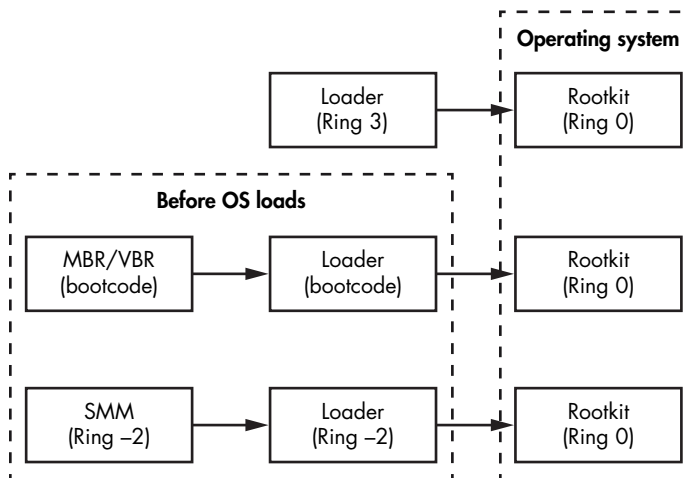 Operating system
Loader
(Ring 3)
Rootkit
(Ring 0)
Before OS loads
MBR/VBR
(bootcode)
Loader
(bootcode)
Rootkit
(Ring 0)
SMM
(Ring –2)
Loader
(Ring –2)
Rootkit
(Ring 0)